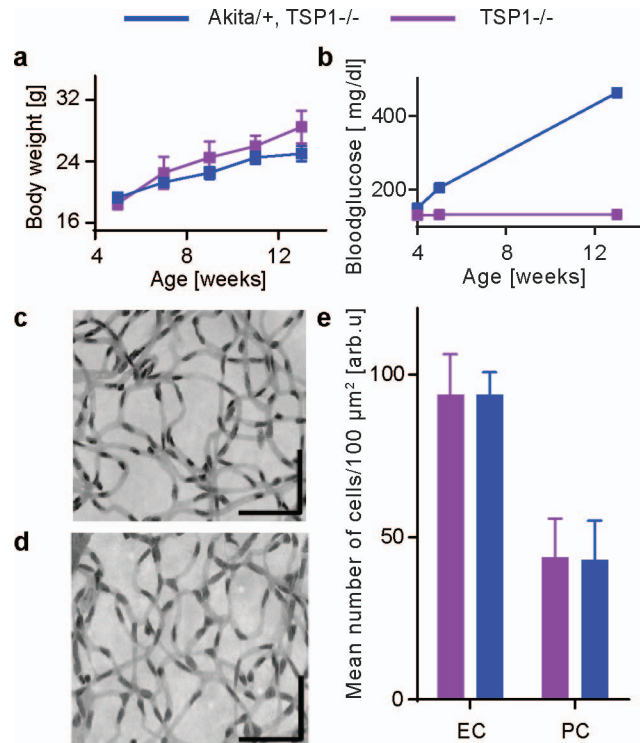 Akita/+, TSP1-/- TSP1-/-
a
Body weight [g]
32
24
16
4 8 12
Age [weeks]
b
Bloodglucose [ mg/dl]
400
200
4 8 12
Age [weeks]
c
d
e
Mean number of cells/100 µm² [arb.u]
100
50
0
EC PC